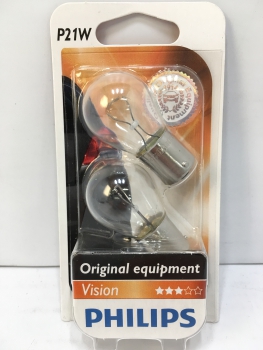 P21W
Original equipment
Vision
PHILIPS